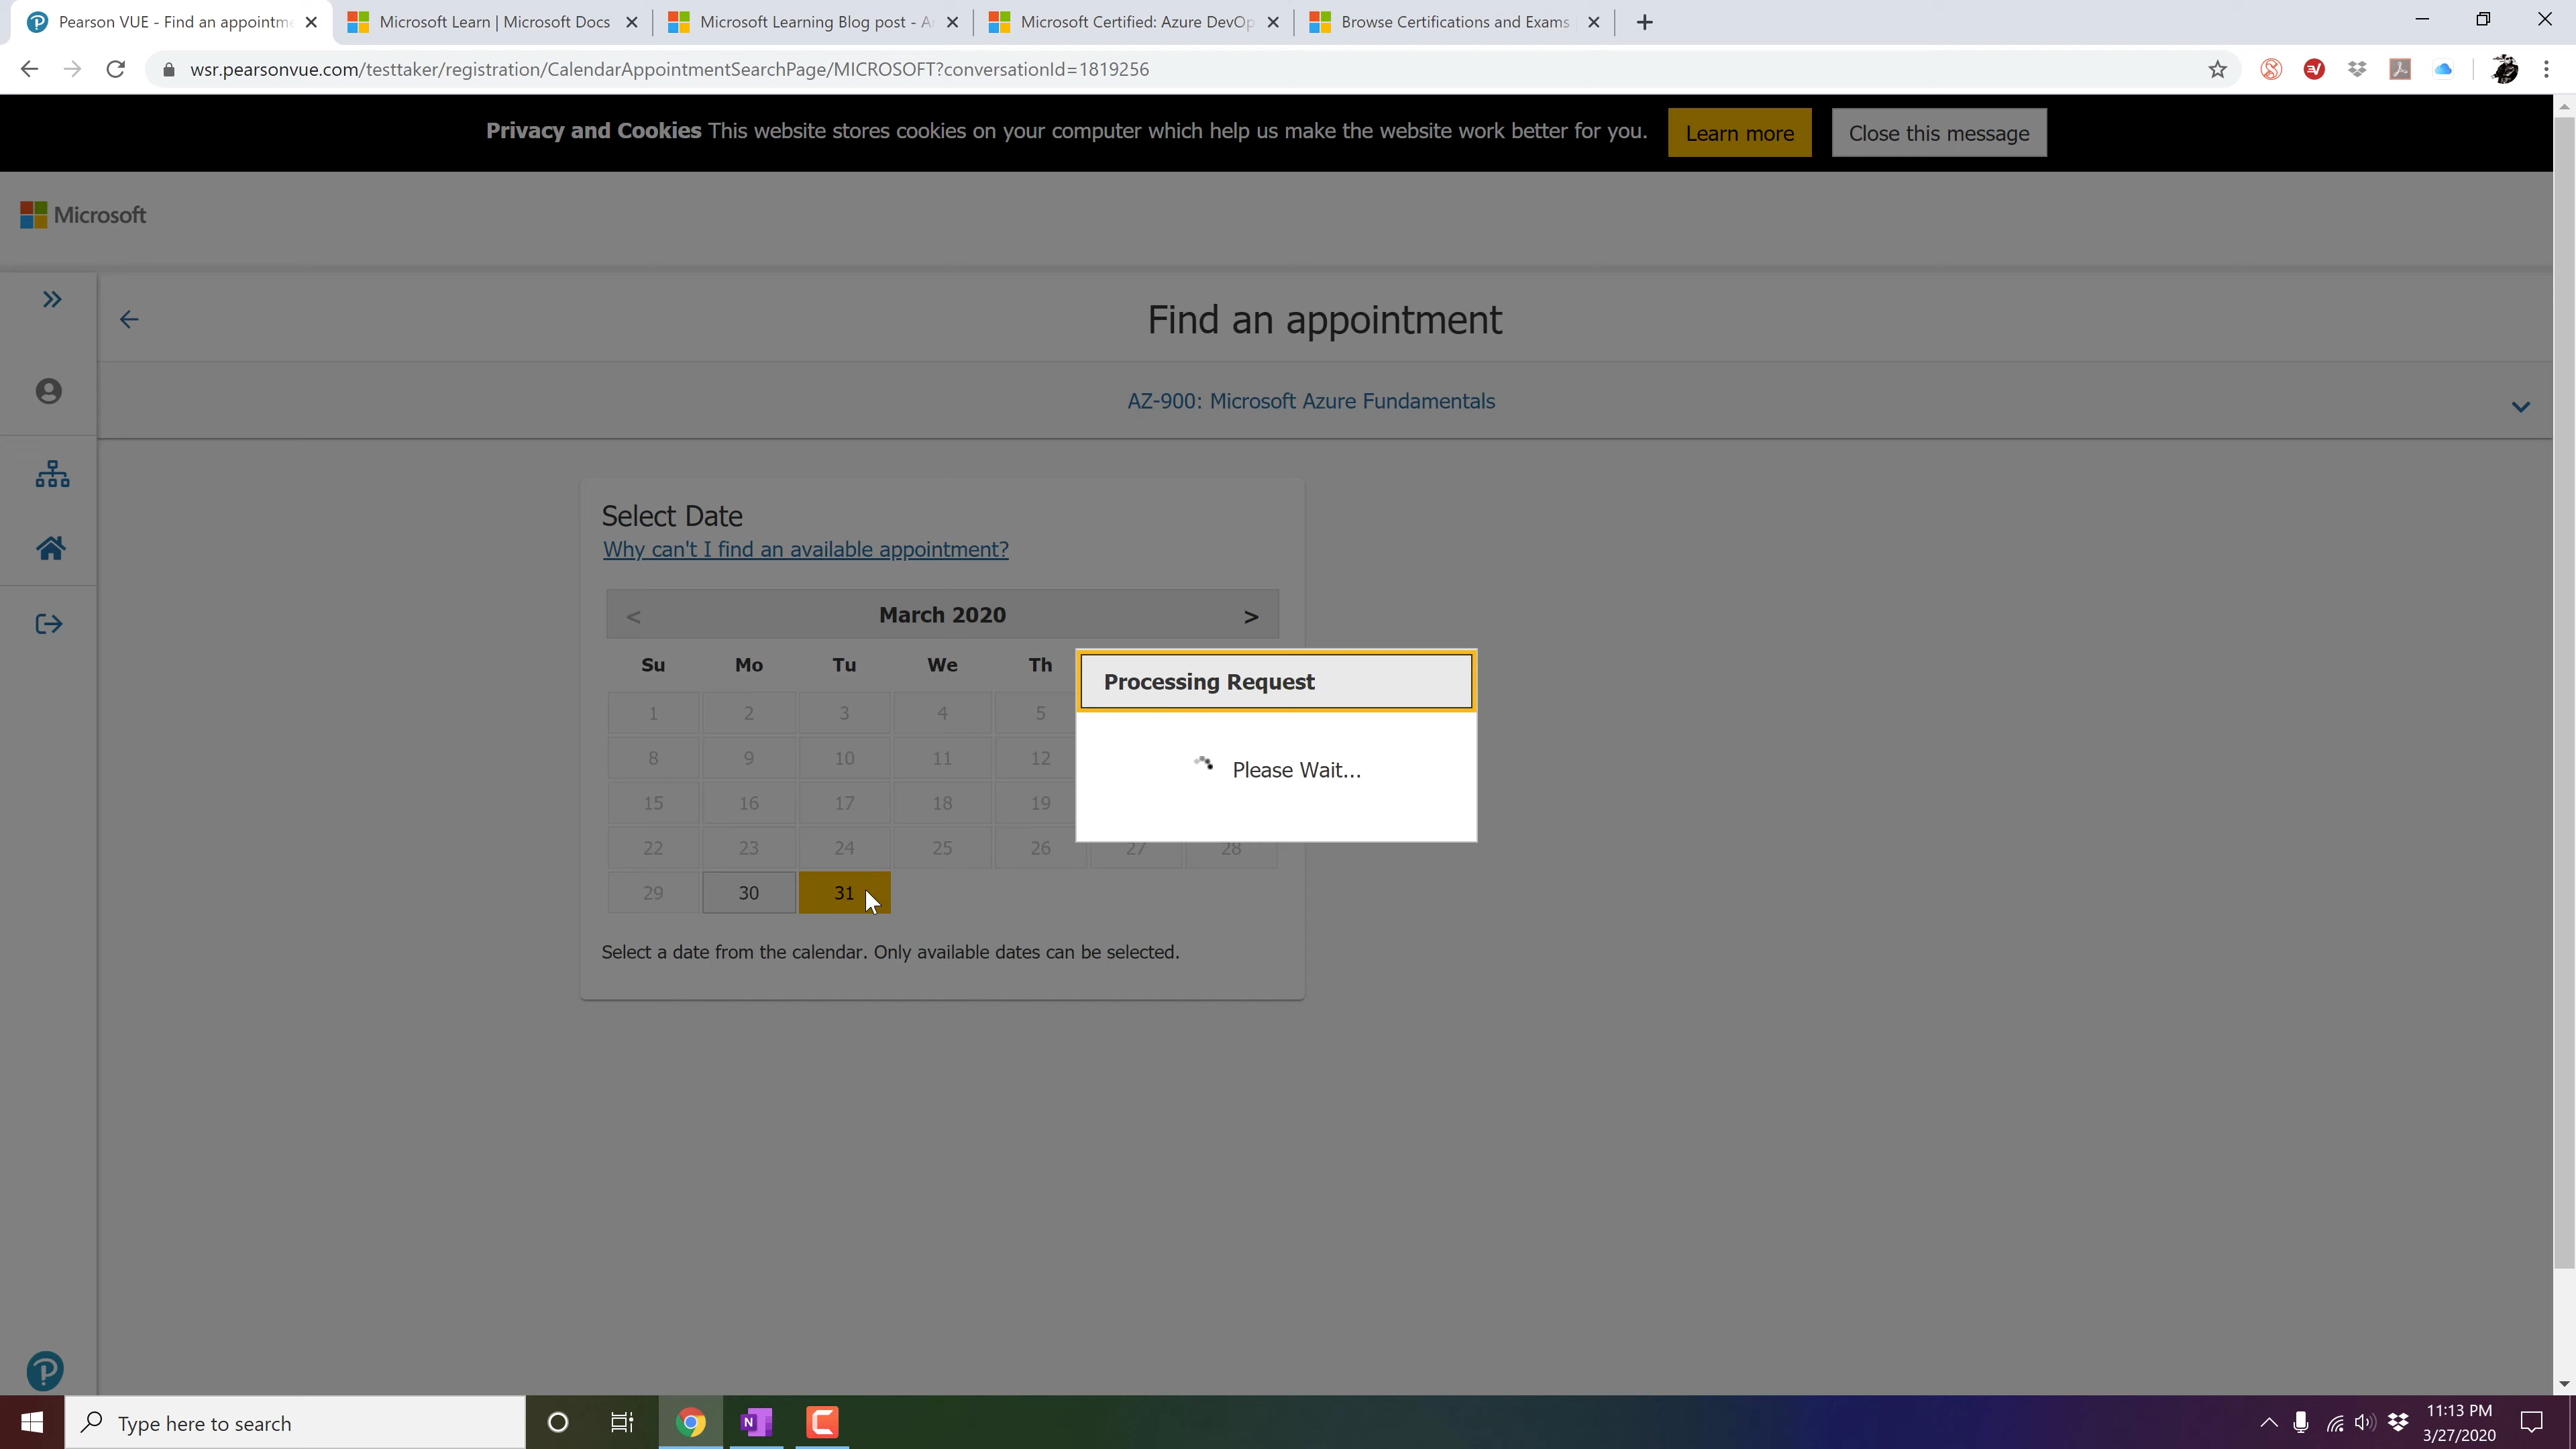 Pearson VUE - Find an appointme
Microsoft Learn | Microsoft Docs
Microsoft Learning Blog post - A
Microsoft Certified: Azure DevOp
Browse Certifications and Exams
wsr.pearsonvue.com/testtaker/registration/CalendarAppointmentSearchPage/MICROSOFT?conversationId=1819256
Privacy and Cookies This website stores cookies on your computer which help us make the website work better for you.
Learn more
Close this message
Microsoft
Find an appointment
AZ-900: Microsoft Azure Fundamentals
Select Date
Why can't I find an available appointment?
< March 2020 >
Su Mo Tu We Th
1 2 3 4 5
8 9 10 11 12
15 16 17 18 19
22 23 24 25 26 27 28
29 30 31
Processing Request
Please Wait...
Select a date from the calendar. Only available dates can be selected.
Type here to search
11:13 PM
3/27/2020